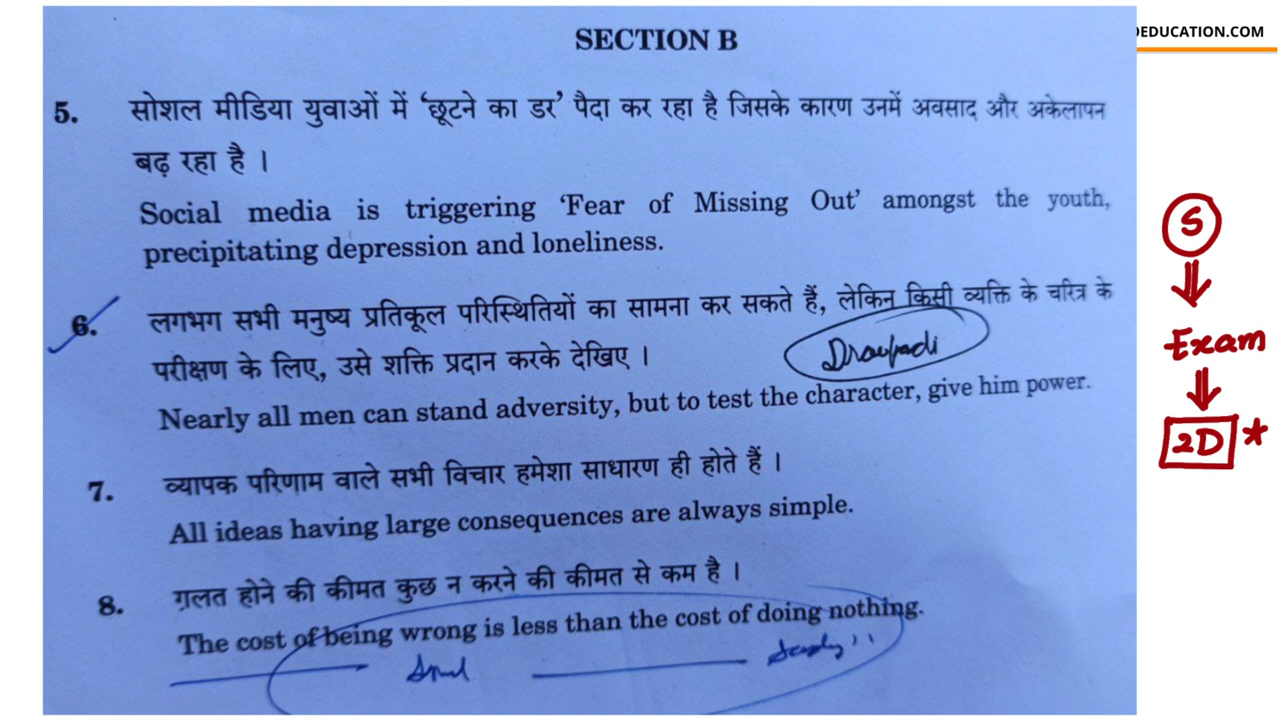 SECTION B
DEDUCATION.COM
5. सोशल मीडिया युवाओं में ‘छूटने का डर’ पैदा कर रहा है जिसके कारण उनमें अवसाद और अकेलापन
बढ़ रहा है ।
Social media is triggering ‘Fear of Missing Out’ amongst the youth,
precipitating depression and loneliness.
6. लगभग सभी मनुष्य प्रतिकूल परिस्थितियों का सामना कर सकते हैं, लेकिन किसी व्यक्ति के चरित्र के
परीक्षण के लिए, उसे शक्ति प्रदान करके देखिए ।
Draupadi
Nearly all men can stand adversity, but to test the character, give him power.
7. व्यापक परिणाम वाले सभी विचार हमेशा साधारण ही होते हैं ।
All ideas having large consequences are always simple.
8. ग़लत होने की कीमत कुछ न करने की कीमत से कम है ।
The cost of being wrong is less than the cost of doing nothing.
S
Exam
2D *